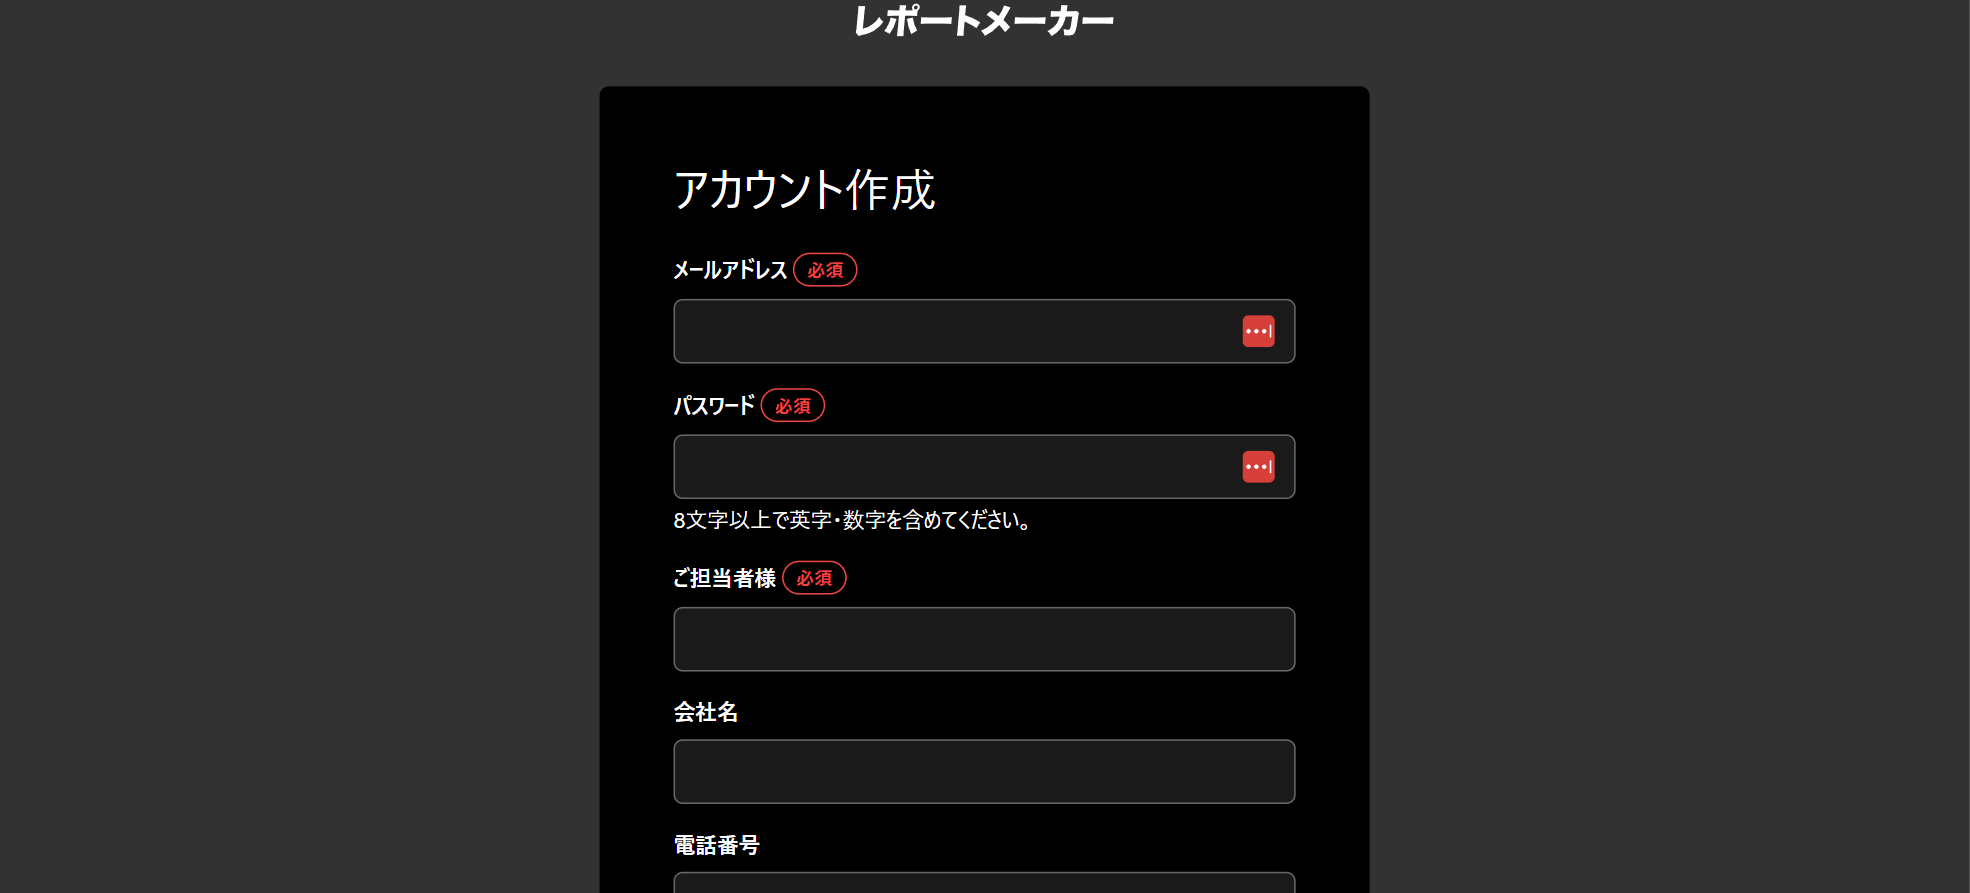 レポートメーカー
アカウント作成
メールアドレス 必須
パスワード 必須
8文字以上で英字・数字を含めてください。
ご担当者様 必須
会社名
電話番号